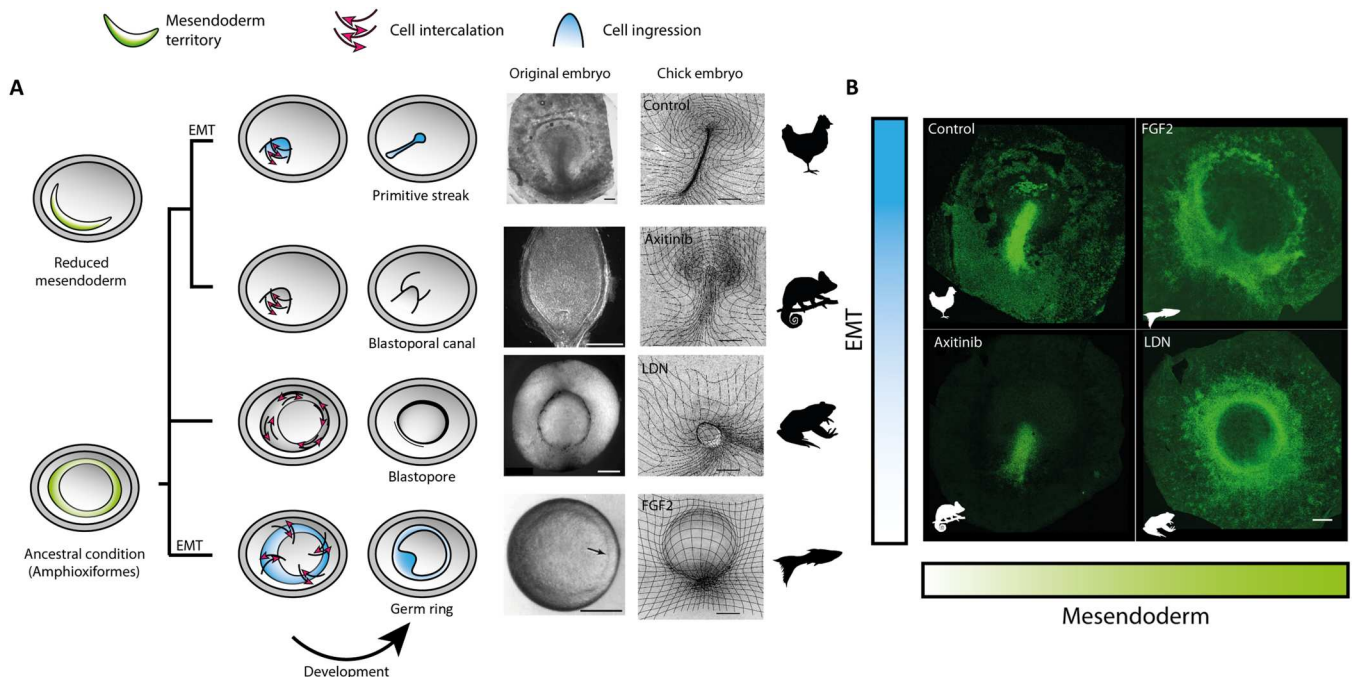 Mesendoderm
territory
Cell intercalation
Cell ingression
A
Original embryo
Chick embryo
B
EMT
Control
Primitive streak
Reduced
mesendoderm
Axitinib
Blastoporal canal
LDN
Blastopore
Ancestral condition
(Amphioxiformes)
EMT
FGF2
Germ ring
Development
EMT
Control
FGF2
Axitinib
LDN
Mesendoderm